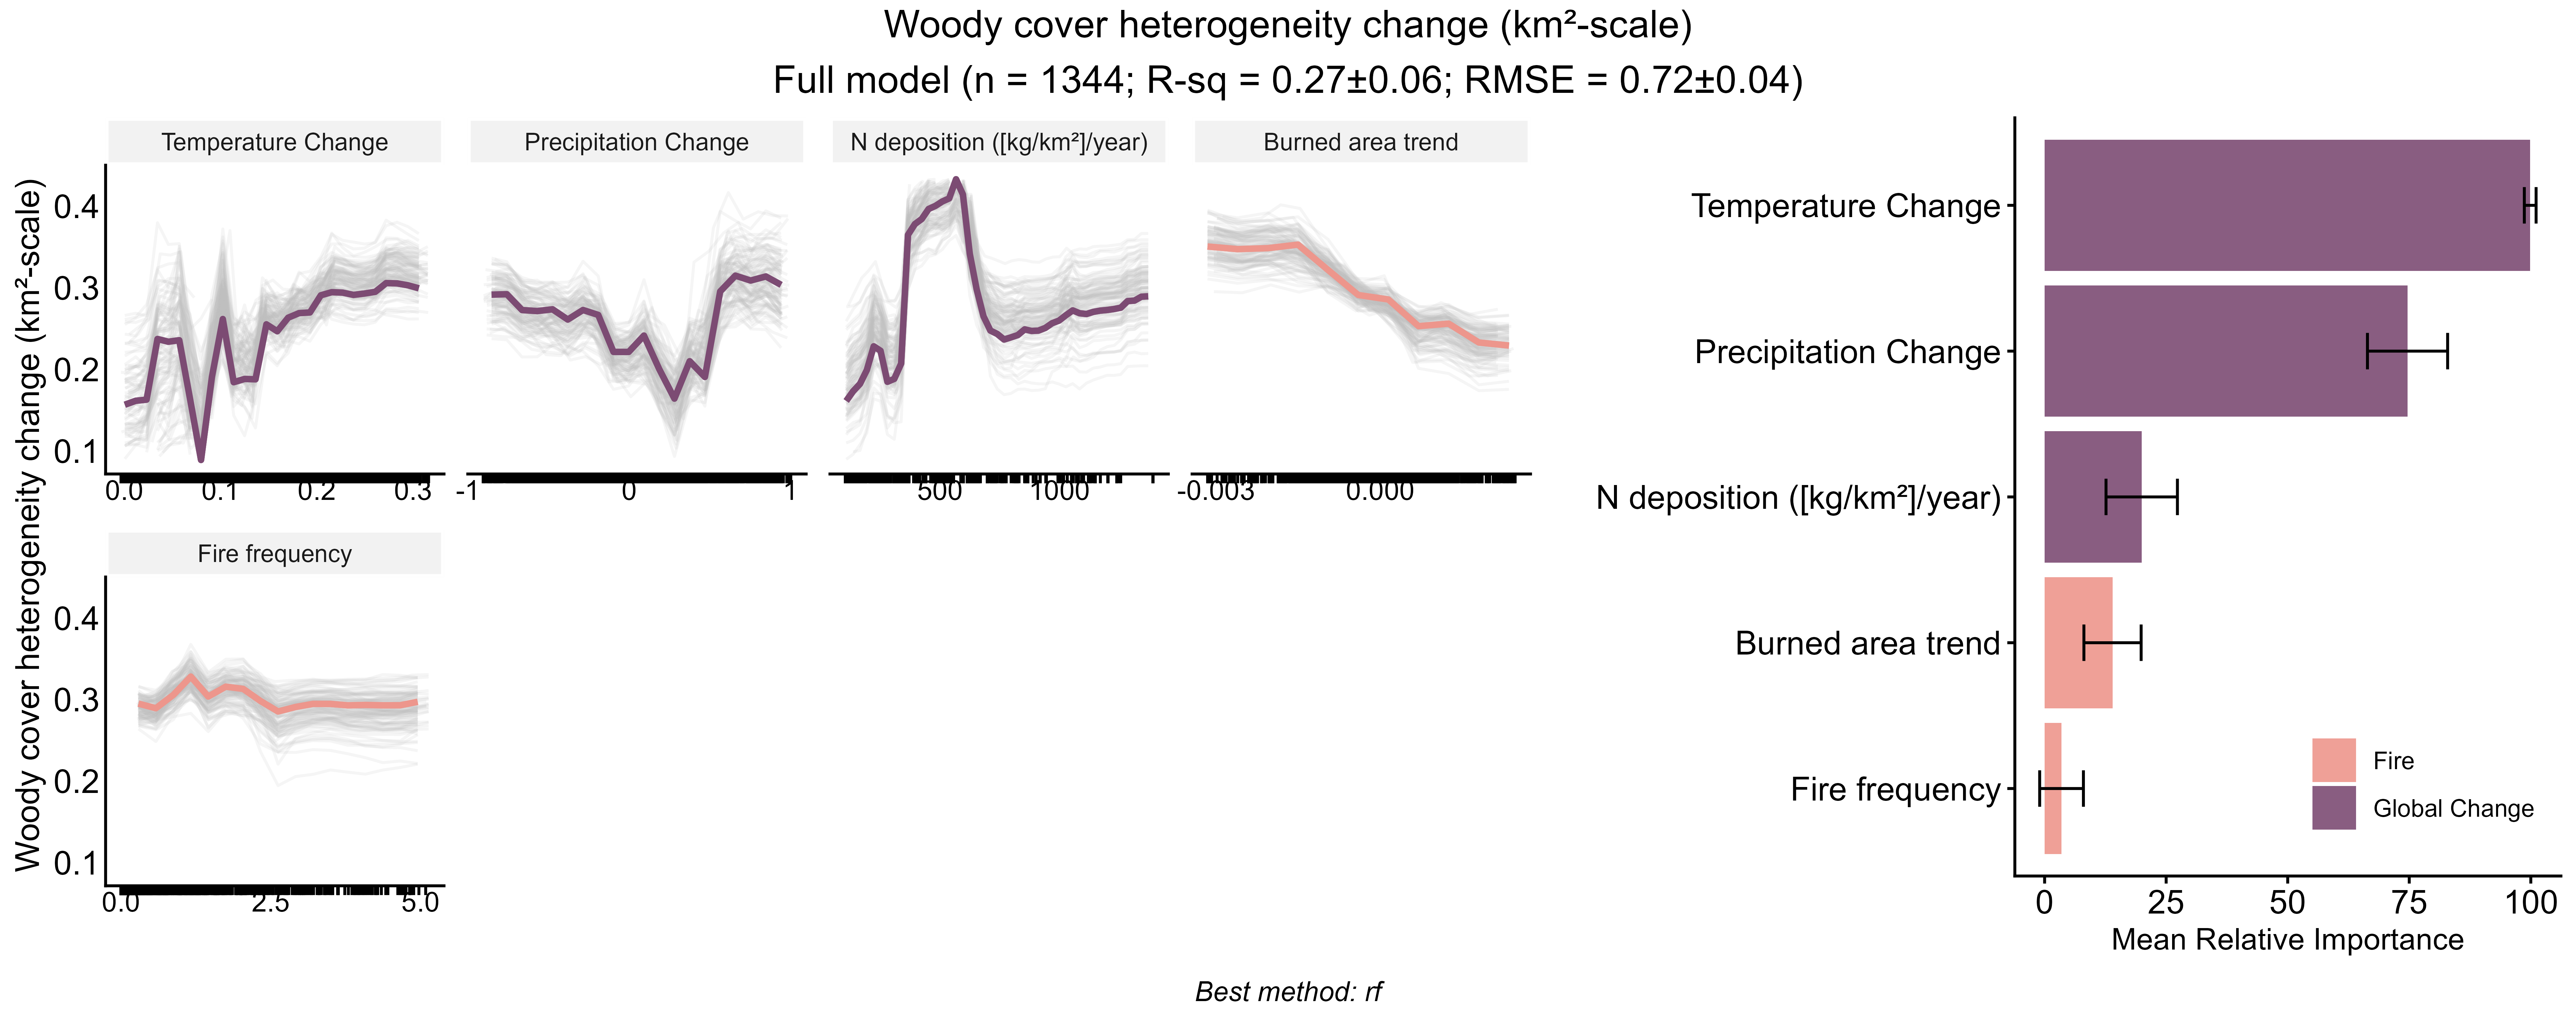 Woody cover heterogeneity change (km²-scale)
Full model (n = 1344; R-sq = 0.27±0.06; RMSE = 0.72±0.04)
Woody cover heterogeneity change (km²-scale)
Temperature Change
0.4
0.3
0.2
0.1
0.0 0.1 0.2 0.3
Precipitation Change
-1 0 1
N deposition ([kg/km²]/year)
500 1000
Burned area trend
-0.003 0.000
Fire frequency
0.4
0.3
0.2
0.1
0.0 2.5 5.0
Temperature Change
Precipitation Change
N deposition ([kg/km²]/year)
Burned area trend
Fire frequency
Fire
Global Change
0 25 50 75 100
Mean Relative Importance
Best method: rf